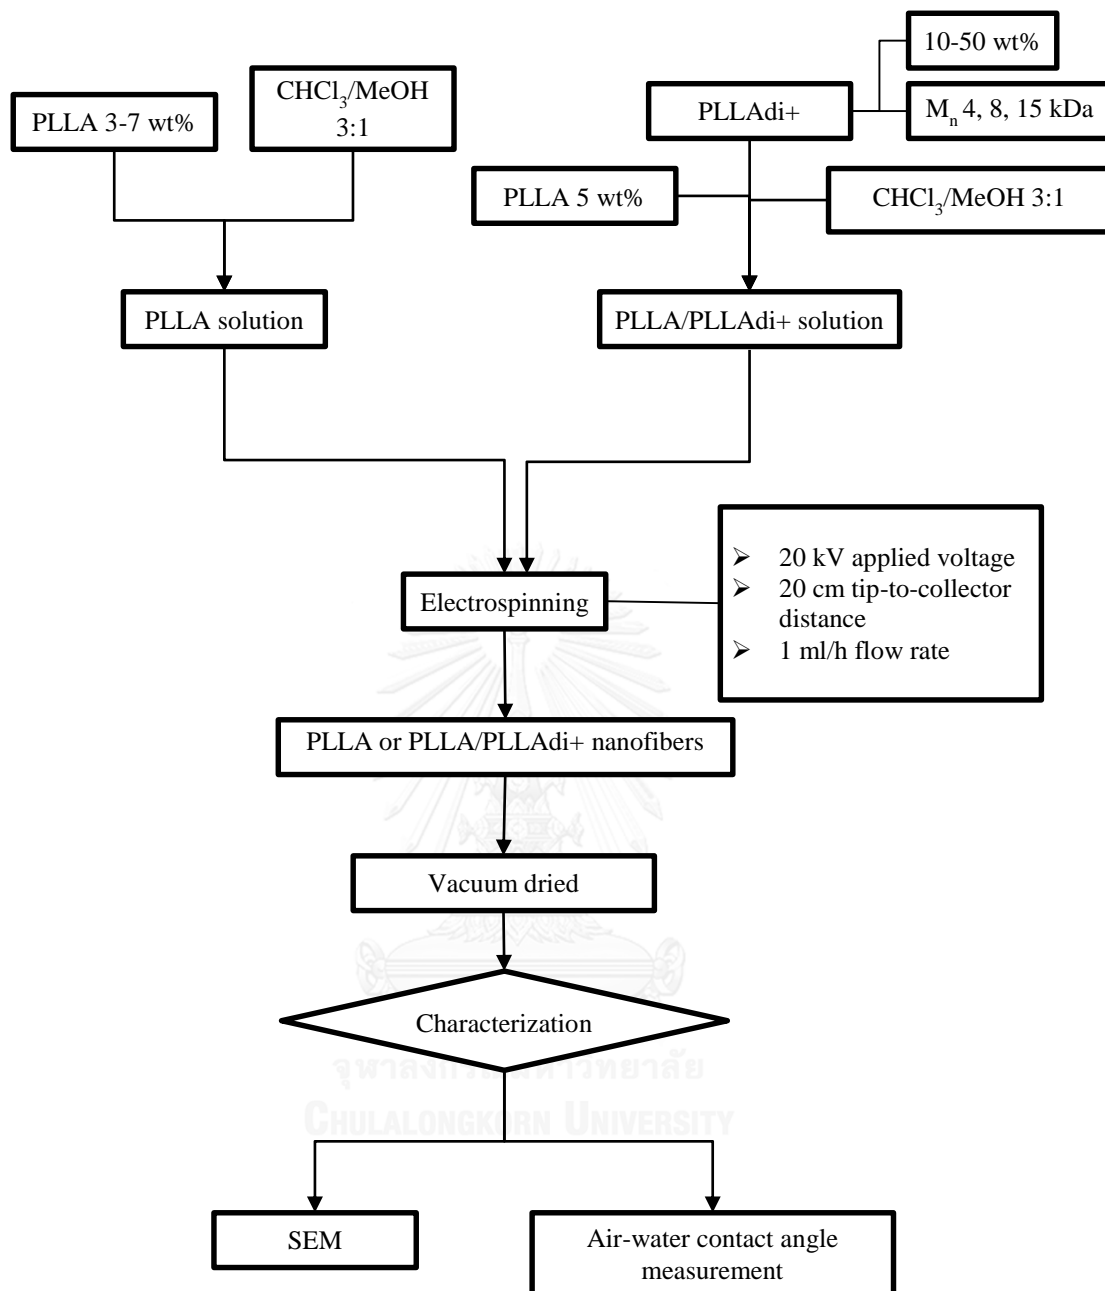 10-50 wt%
CHCl₃/MeOH
3:1
PLLA 3-7 wt%
PLLAdi+
Mₙ 4, 8, 15 kDa
PLLA 5 wt%
CHCl₃/MeOH 3:1
PLLA solution
PLLA/PLLAdi+ solution
➢ 20 kV applied voltage
➢ 20 cm tip-to-collector
distance
➢ 1 ml/h flow rate
Electrospinning
PLLA or PLLA/PLLAdi+ nanofibers
Vacuum dried
Characterization
จุฬาลงกรณ์มหาวิทยาลัย
CHULALONGKORN UNIVERSITY
SEM
Air-water contact angle
measurement